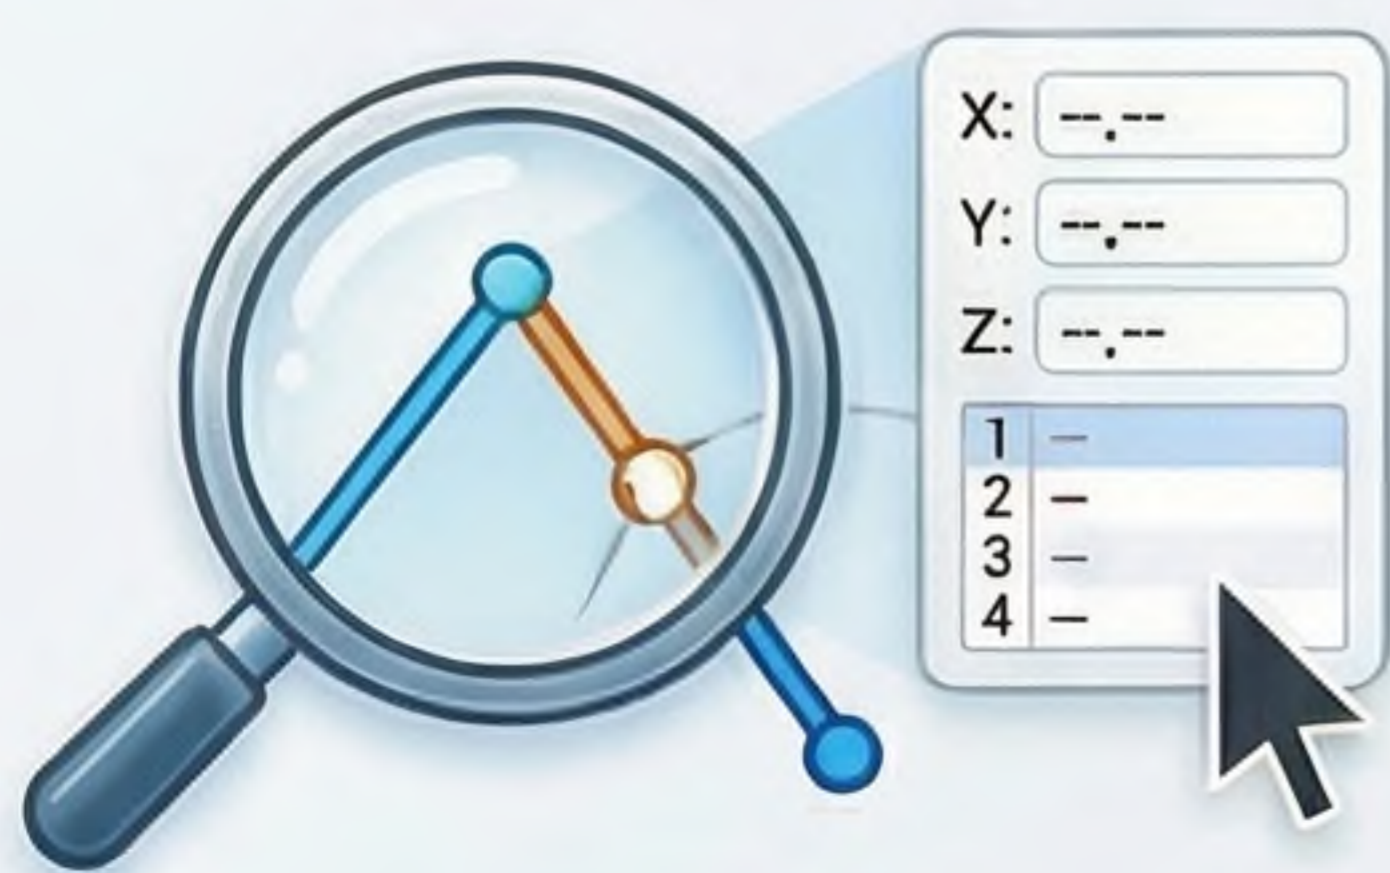 X: --.--
Y: --.--
Z: --.--
1 —
2 —
3 —
4 —